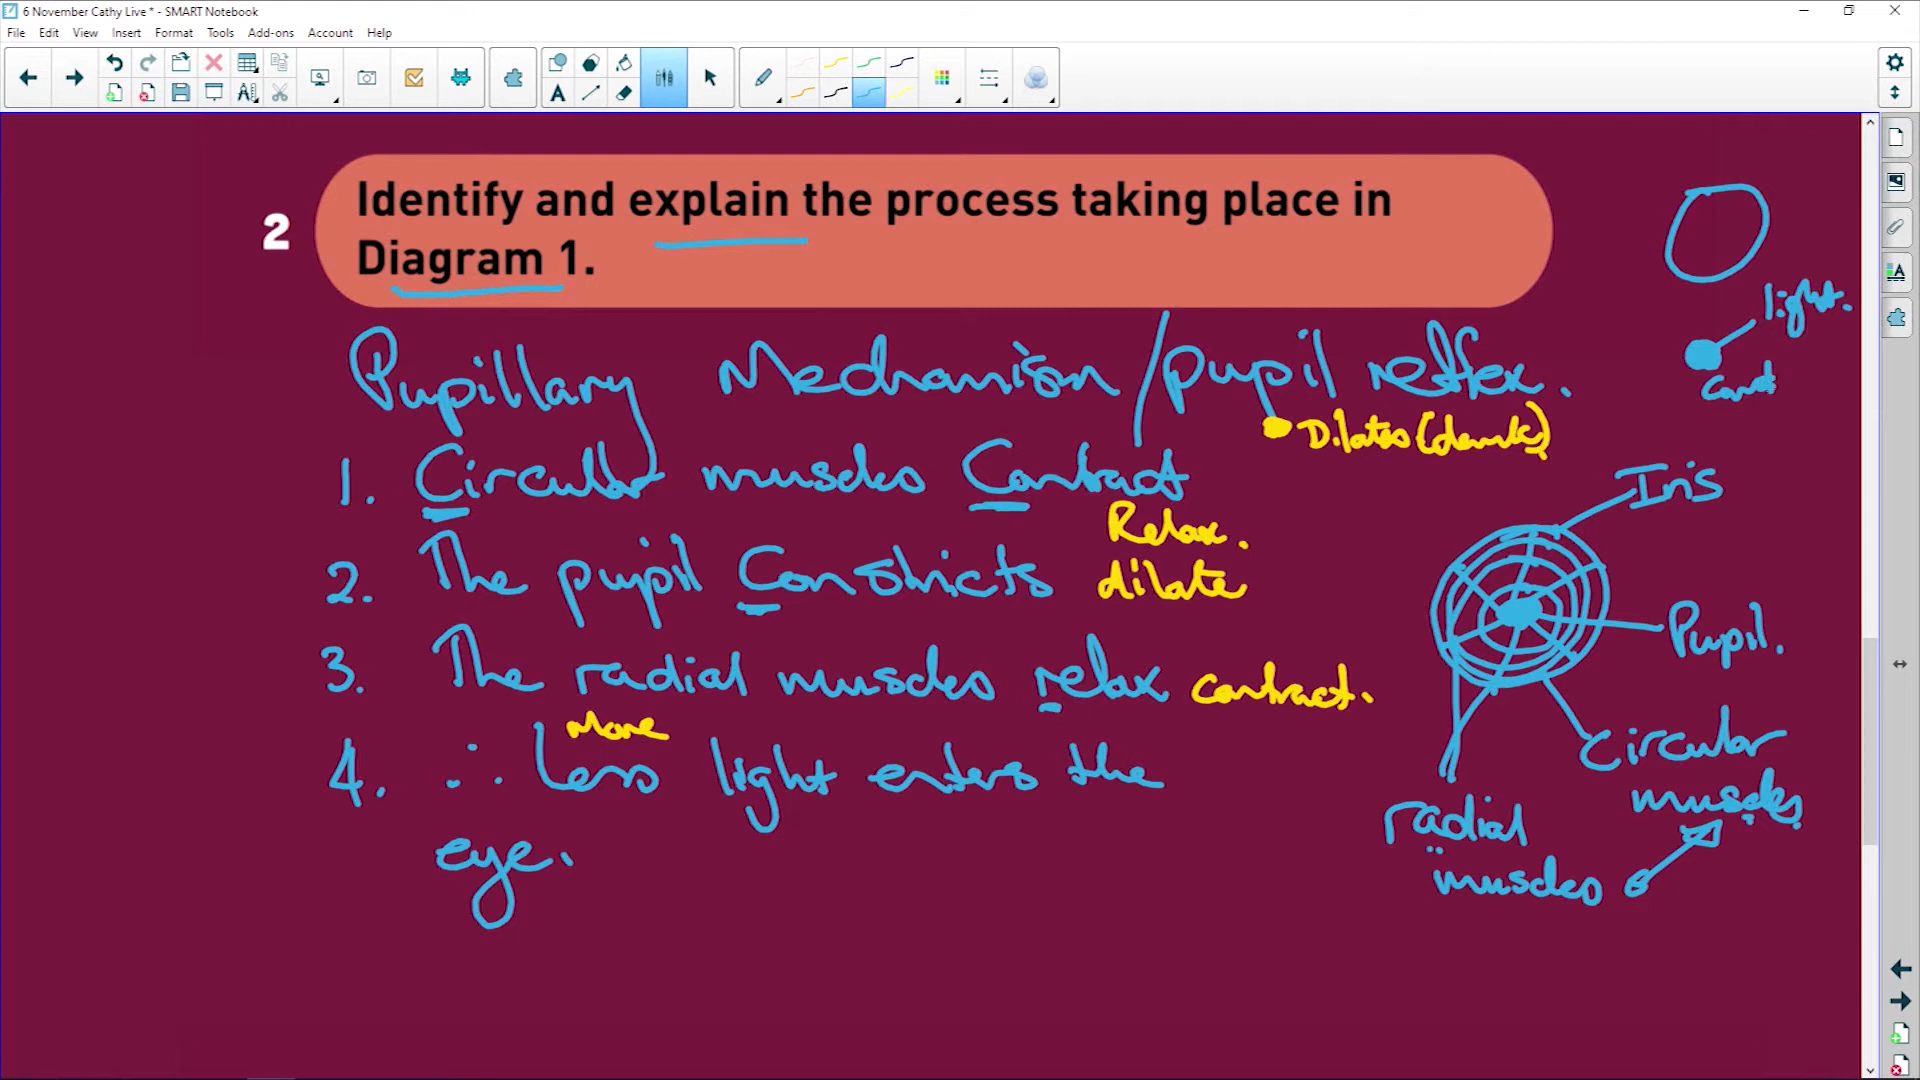 6 November Cathy Live * - SMART Notebook
File Edit View Insert Format Tools Add-ons Account Help
2
Identify and explain the process taking place in
Diagram 1.
light.
Pupillary Mechanism/pupil reflex.
Dilates (dark)
1. Circular muscles Contract
Relax.
Iris
2. The pupil Constricts dilate
Pupil.
3. The radial muscles relax contract.
More
4. ∴ Less light enters the
eye.
Circular
muscles
radial
muscles